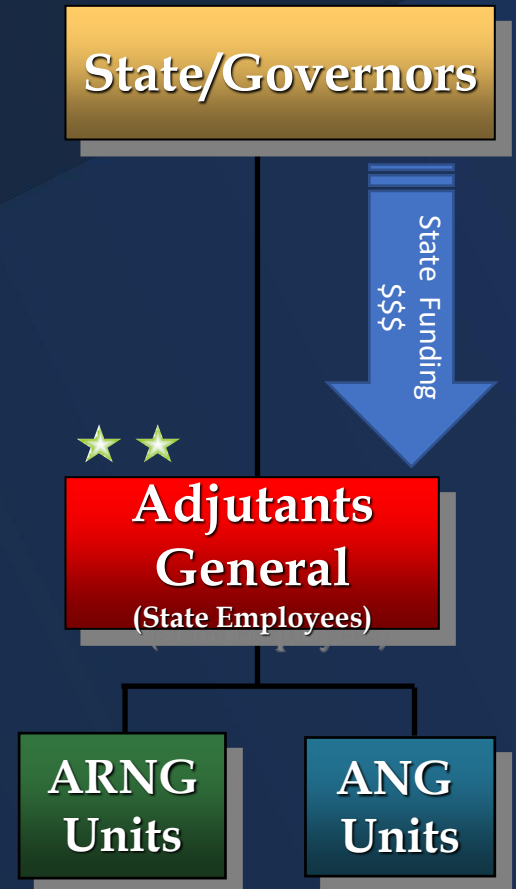 State/Governors
State Funding
$$$
Adjutants
General
(State Employees)
ARNG
Units
ANG
Units